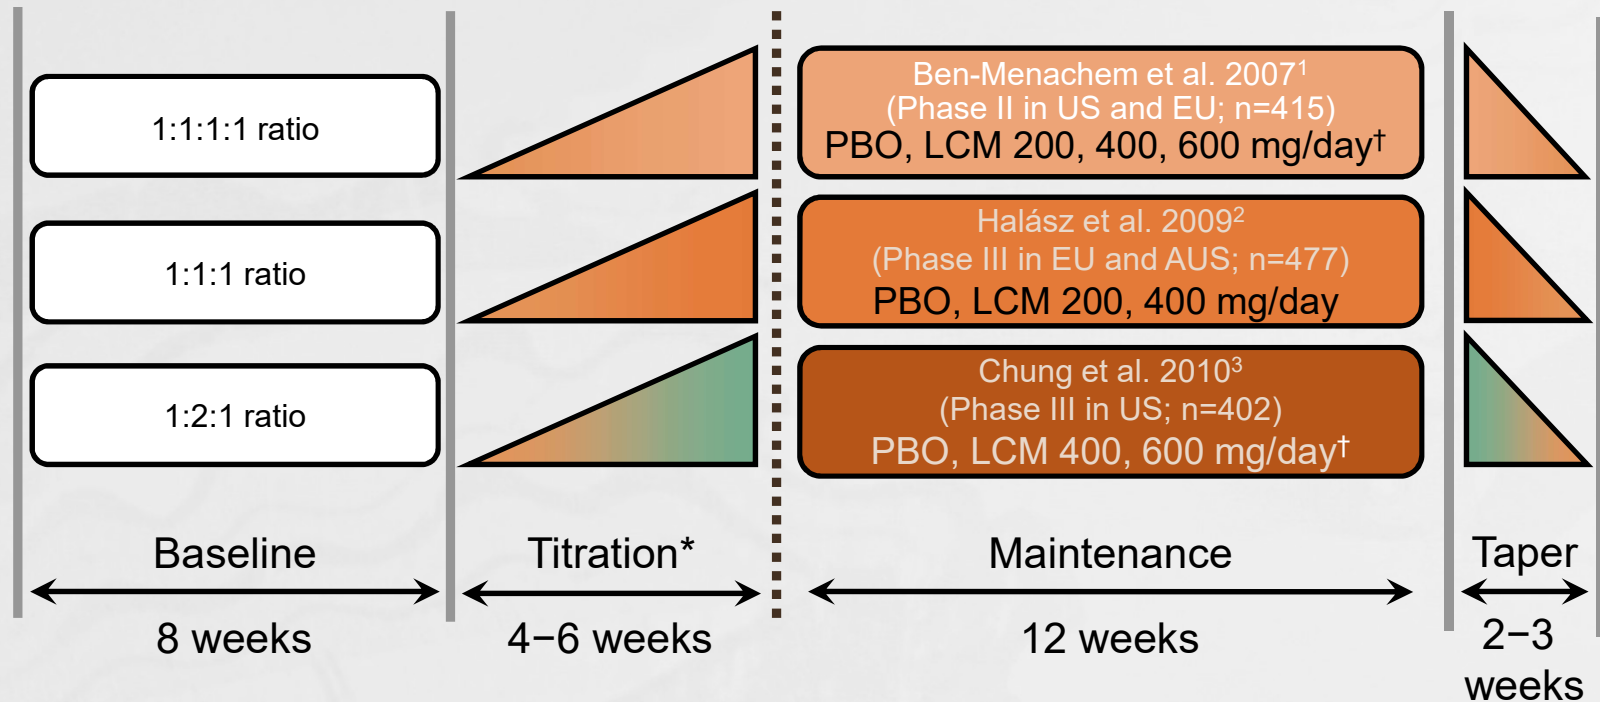 1:1:1:1 ratio
Ben-Menachem et al. 2007¹
(Phase II in US and EU; n=415)
PBO, LCM 200, 400, 600 mg/day†
1:1:1 ratio
Halász et al. 2009²
(Phase III in EU and AUS; n=477)
PBO, LCM 200, 400 mg/day
1:2:1 ratio
Chung et al. 2010³
(Phase III in US; n=402)
PBO, LCM 400, 600 mg/day†
Baseline
Titration*
Maintenance
Taper
8 weeks
4−6 weeks
12 weeks
2−3
weeks